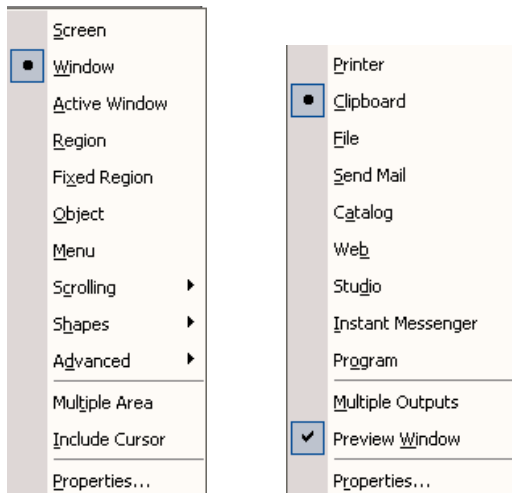 Screen
Window
Active Window
Region
Fixed Region
Object
Menu
Scrolling
Shapes
Advanced
Multiple Area
Include Cursor
Properties...
Printer
Clipboard
File
Send Mail
Catalog
Web
Studio
Instant Messenger
Program
Multiple Outputs
Preview Window
Properties...